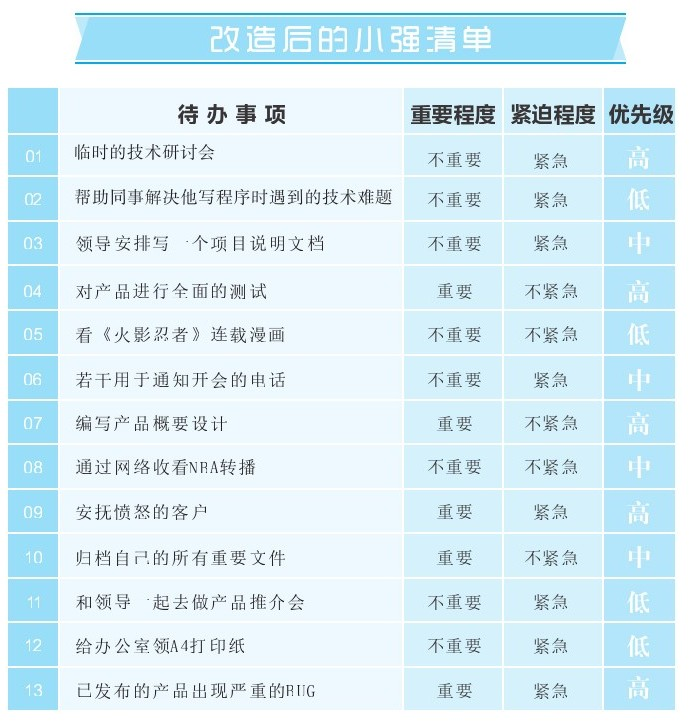 改造后的小强清单
待办事项 重要程度 紧迫程度 优先级
01 临时的技术研讨会 不重要 紧急 高
02 帮助同事解决他写程序时遇到的技术难题 不重要 紧急 低
03 领导安排写一个项目说明文档 不重要 紧急 中
04 对产品进行全面的测试 重要 不紧急 高
05 看《火影忍者》连载漫画 不重要 不紧急 低
06 若干用于通知开会的电话 不重要 紧急 中
07 编写产品概要设计 重要 不紧急 高
08 通过网络收看NBA转播 不重要 不紧急 中
09 安抚愤怒的客户 重要 紧急 高
10 归档自己的所有重要文件 重要 不紧急 中
11 和领导一起去做产品推介会 不重要 紧急 低
12 给办公室领A4打印纸 不重要 紧急 低
13 已发布的产品出现严重的BUG 重要 紧急 高